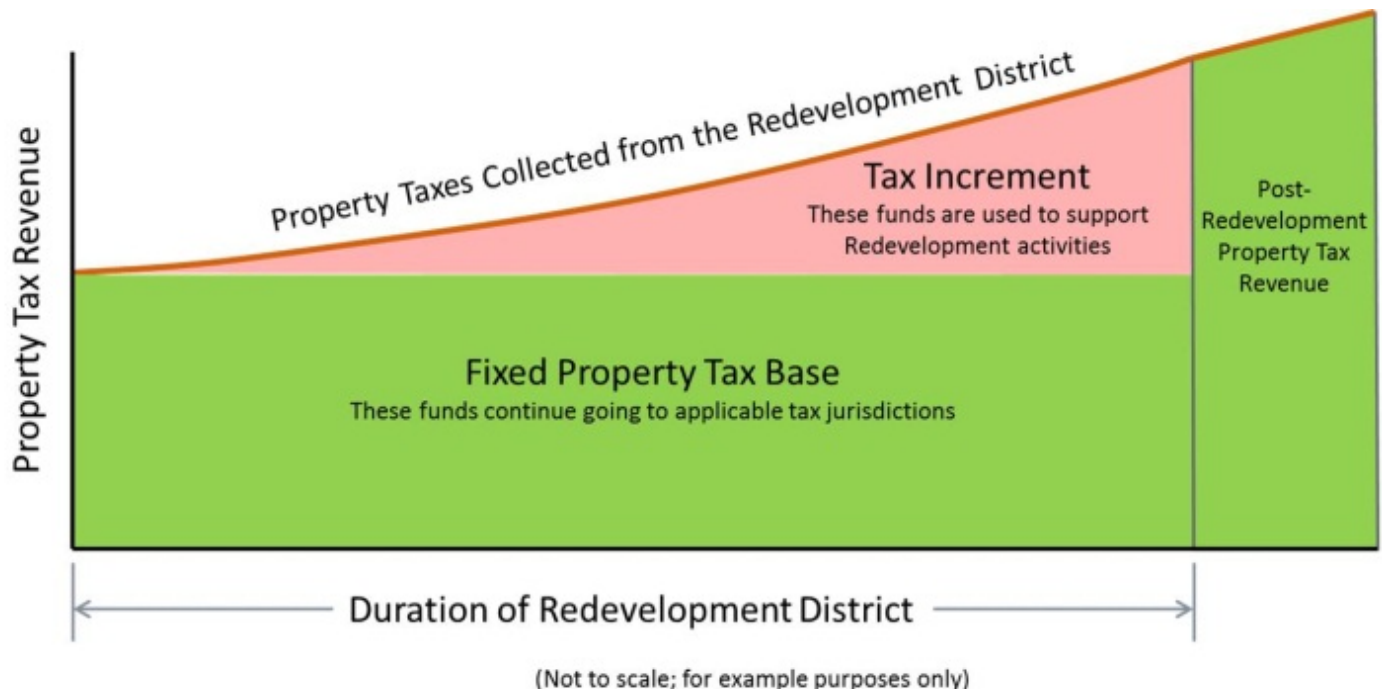 Property Tax Revenue
Property Taxes Collected from the Redevelopment District
Tax Increment
These funds are used to support
Redevelopment activities
Post-
Redevelopment
Property Tax
Revenue
Fixed Property Tax Base
These funds continue going to applicable tax jurisdictions
Duration of Redevelopment District
(Not to scale; for example purposes only)